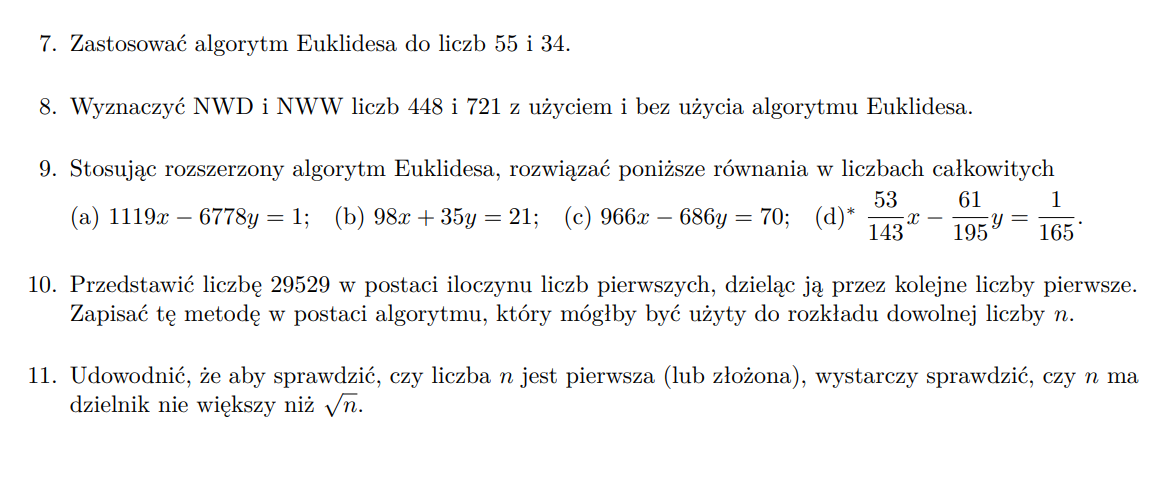 7. Zastosować algorytm Euklidesa do liczb 55 i 34.
8. Wyznaczyć NWD i NWW liczb 448 i 721 z użyciem i bez użycia algorytmu Euklidesa.
9. Stosując rozszerzony algorytm Euklidesa, rozwiązać poniższe równania w liczbach całkowitych
(a) 1119x − 6778y = 1; (b) 98x + 35y = 21; (c) 966x − 686y = 70; (d)* 53/143 x − 61/195 y = 1/165.
10. Przedstawić liczbę 29529 w postaci iloczynu liczb pierwszych, dzieląc ją przez kolejne liczby pierwsze.
Zapisać tę metodę w postaci algorytmu, który mógłby być użyty do rozkładu dowolnej liczby n.
11. Udowodnić, że aby sprawdzić, czy liczba n jest pierwsza (lub złożona), wystarczy sprawdzić, czy n ma
dzielnik nie większy niż √n.